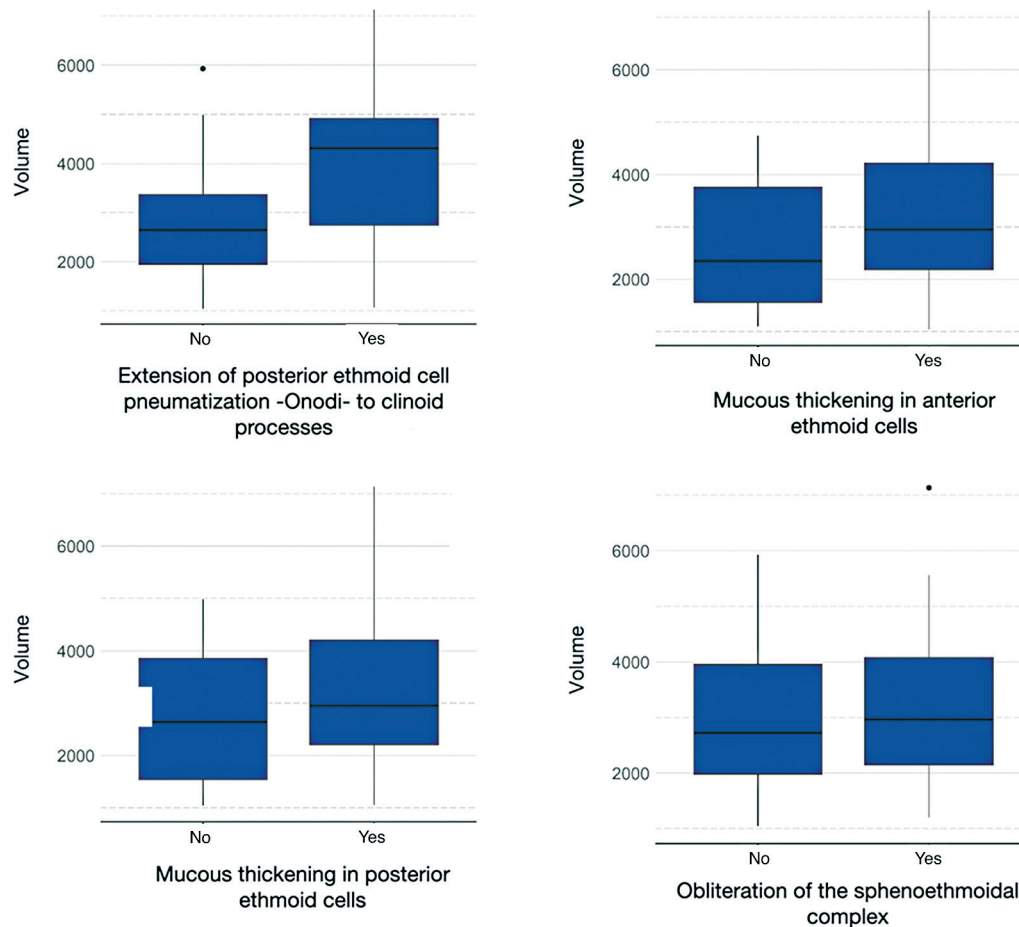 Volume
6000
4000
2000
No
Yes
Extension of posterior ethmoid cell
pneumatization -Onodi- to clinoid
processes
Volume
6000
4000
2000
No
Yes
Mucous thickening in anterior
ethmoid cells
Volume
6000
4000
2000
No
Yes
Mucous thickening in posterior
ethmoid cells
Volume
6000
4000
2000
No
Yes
Obliteration of the sphenoethmoidal
complex